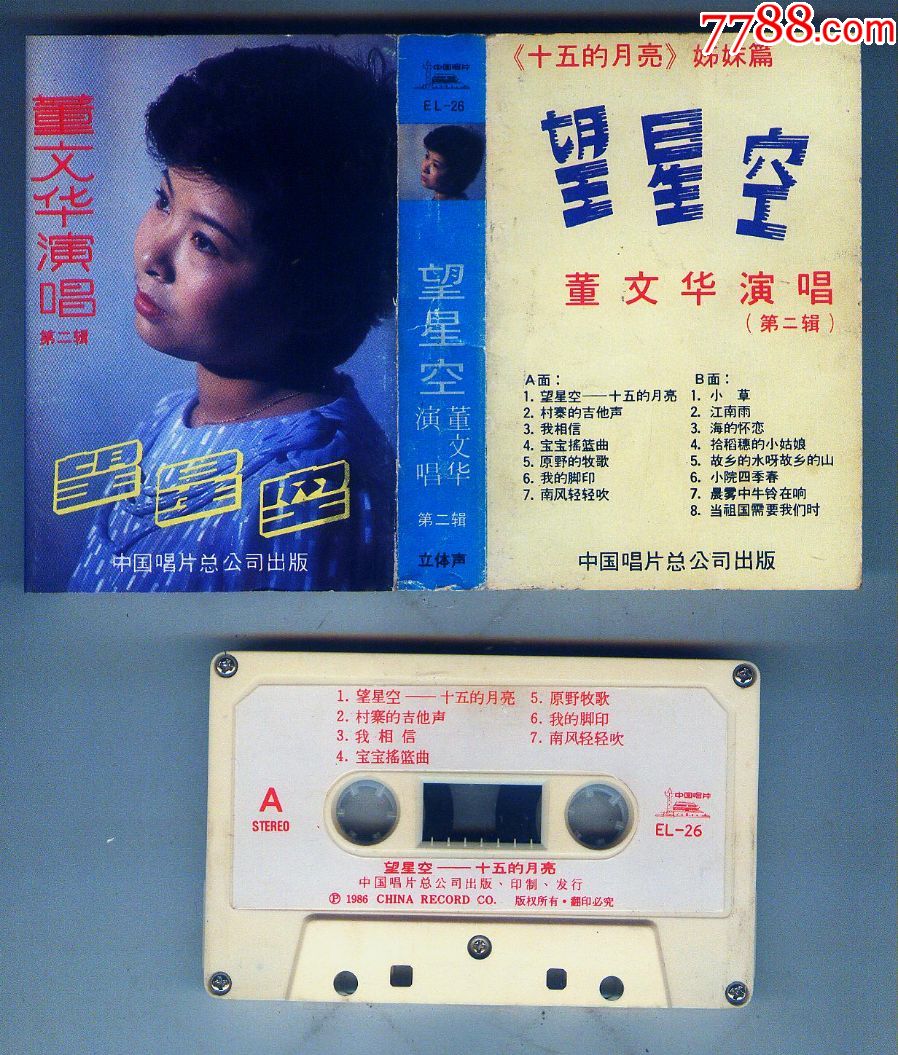 7788.com
董文华演唱
第二辑
望星空
中国唱片总公司出版
中国唱片
EL-26
望星空
董文华
演唱
第二辑
立体声
《十五的月亮》姊妹篇
望星空
董文华演唱
(第二辑)
A面:
1. 望星空——十五的月亮
2. 村寨的吉他声
3. 我相信
4. 宝宝摇篮曲
5. 原野的牧歌
6. 我的脚印
7. 南风轻轻吹
B面:
1. 小 草
2. 江南雨
3. 海的怀恋
4. 拾稻穗的小姑娘
5. 故乡的水呀故乡的山
6. 小院四季春
7. 晨雾中牛铃在响
8. 当祖国需要我们时
中国唱片总公司出版
1. 望星空——十五的月亮
2. 村寨的吉他声
3. 我相信
4. 宝宝摇篮曲
5. 原野牧歌
6. 我的脚印
7. 南风轻轻吹
A
STEREO
中国唱片
EL-26
望星空——十五的月亮
中国唱片总公司出版、印制、发行
Ⓟ 1986 CHINA RECORD CO. 版权所有·翻印必究